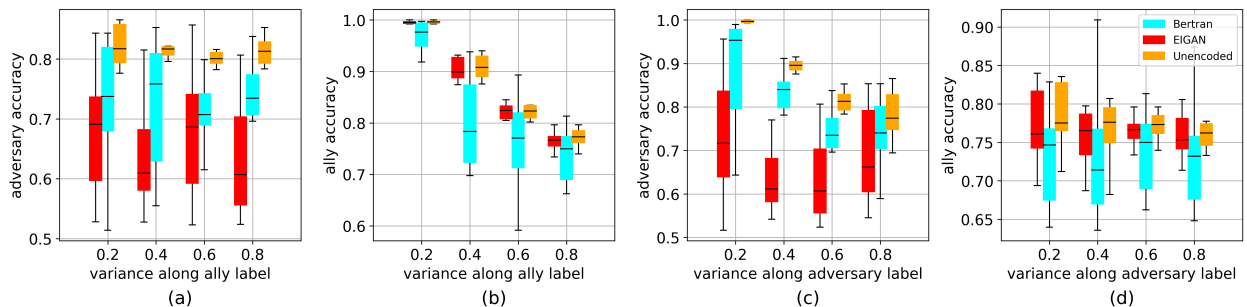 adversary accuracy
0.8
0.7
0.6
0.5
0.2 0.4 0.6 0.8
variance along ally label
(a)
ally accuracy
1.0
0.9
0.8
0.7
0.6
0.2 0.4 0.6 0.8
variance along ally label
(b)
adversary accuracy
1.0
0.9
0.8
0.7
0.6
0.5
0.2 0.4 0.6 0.8
variance along adversary label
(c)
ally accuracy
0.90
0.85
0.80
0.75
0.70
0.65
Bertran
EIGAN
Unencoded
0.2 0.4 0.6 0.8
variance along adversary label
(d)